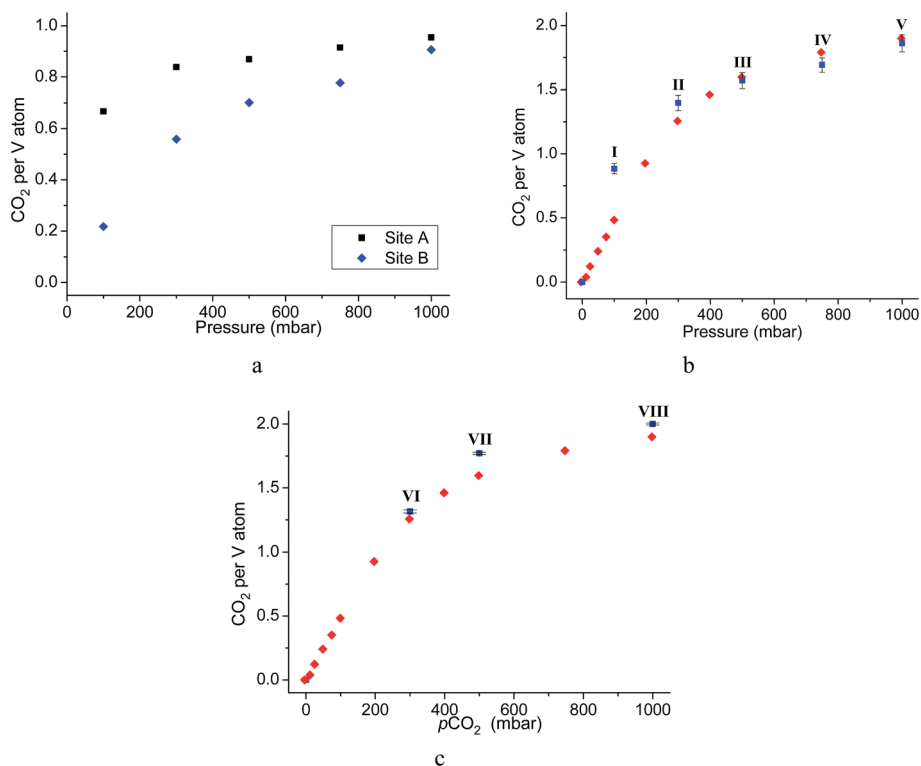 1.0
0.8
0.6
0.4
0.2
0.0
CO2 per V atom
Site A
Site B
0 200 400 600 800 1000
Pressure (mbar)
a
2.0
1.5
1.0
0.5
0.0
CO2 per V atom
I
II
III
IV
V
0 200 400 600 800 1000
Pressure (mbar)
b
2.0
1.5
1.0
0.5
0.0
CO2 per V atom
VI
VII
VIII
0 200 400 600 800 1000
pCO2 (mbar)
c